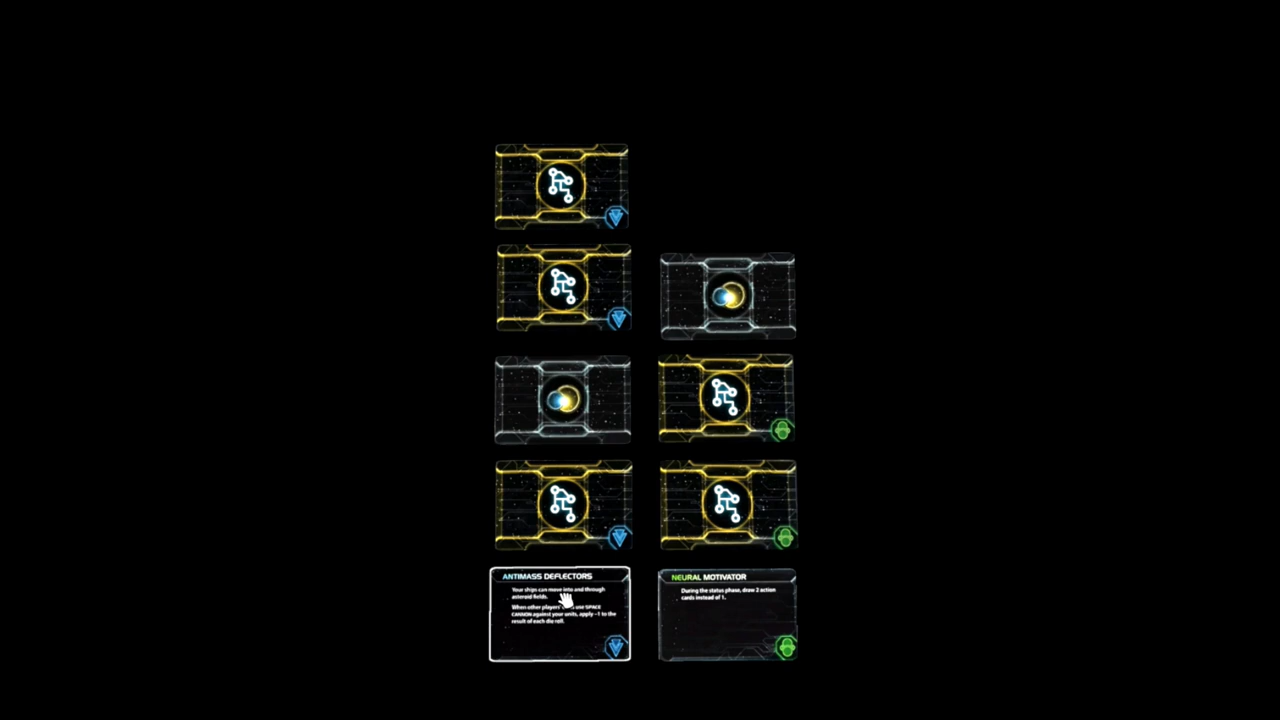 ANTIMASS DEFLECTORS
Your ships can move into and through
asteroid fields.
When other players' use SPACE
CANNON against your units, apply -1 to the
result of each die roll.
NEURAL MOTIVATOR
During the status phase, draw 2 action
cards instead of 1.